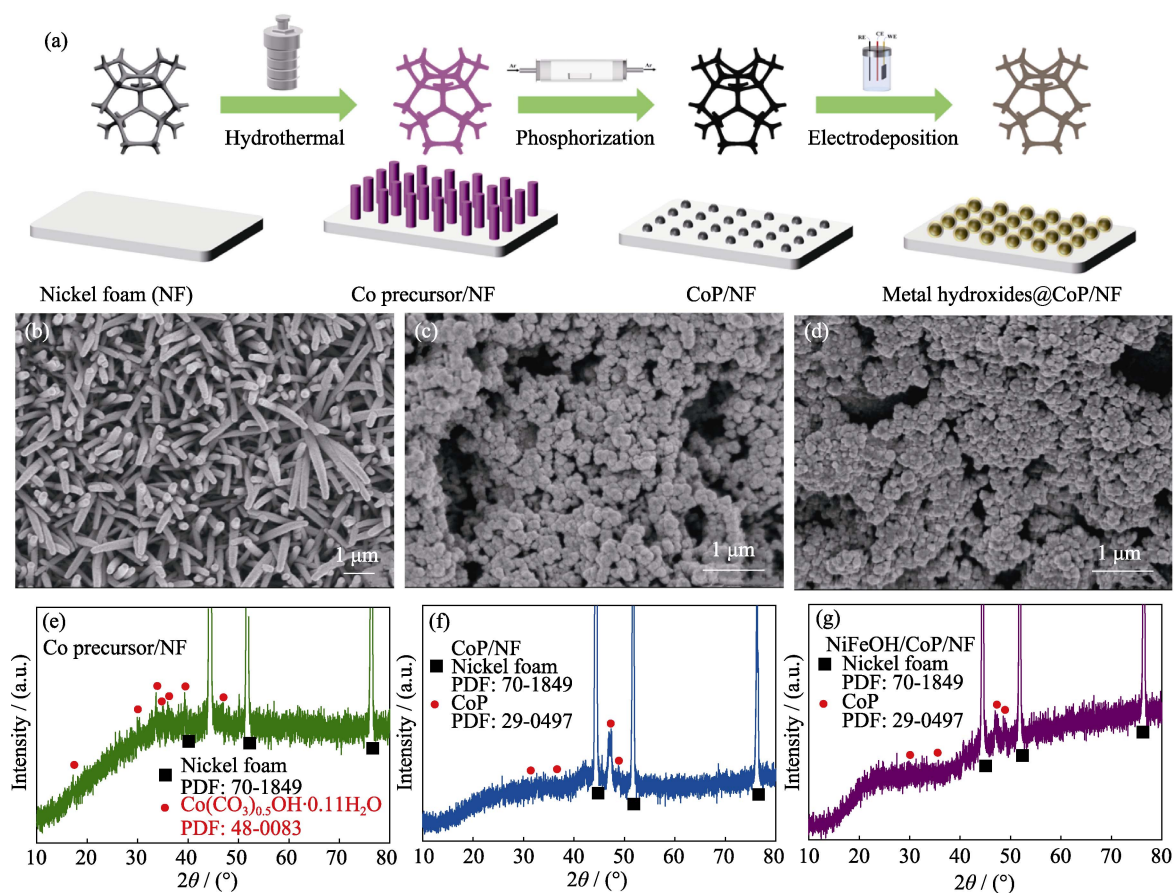 (a)
RE CE WE
Ar Ar
Hydrothermal Phosphorization Electrodeposition
Nickel foam (NF) Co precursor/NF CoP/NF Metal hydroxides@CoP/NF
(b) (c) (d)
1 μm 1 μm 1 μm
(e)
Co precursor/NF
Nickel foam
PDF: 70-1849
Co(CO₃)₀.₅OH·0.11H₂O
PDF: 48-0083
Intensity / (a.u.)
10 20 30 40 50 60 70 80
2θ / (°)
(f)
CoP/NF
Nickel foam
PDF: 70-1849
CoP
PDF: 29-0497
Intensity / (a.u.)
10 20 30 40 50 60 70 80
2θ / (°)
(g)
NiFeOH/CoP/NF
Nickel foam
PDF: 70-1849
CoP
PDF: 29-0497
Intensity / (a.u.)
10 20 30 40 50 60 70 80
2θ / (°)